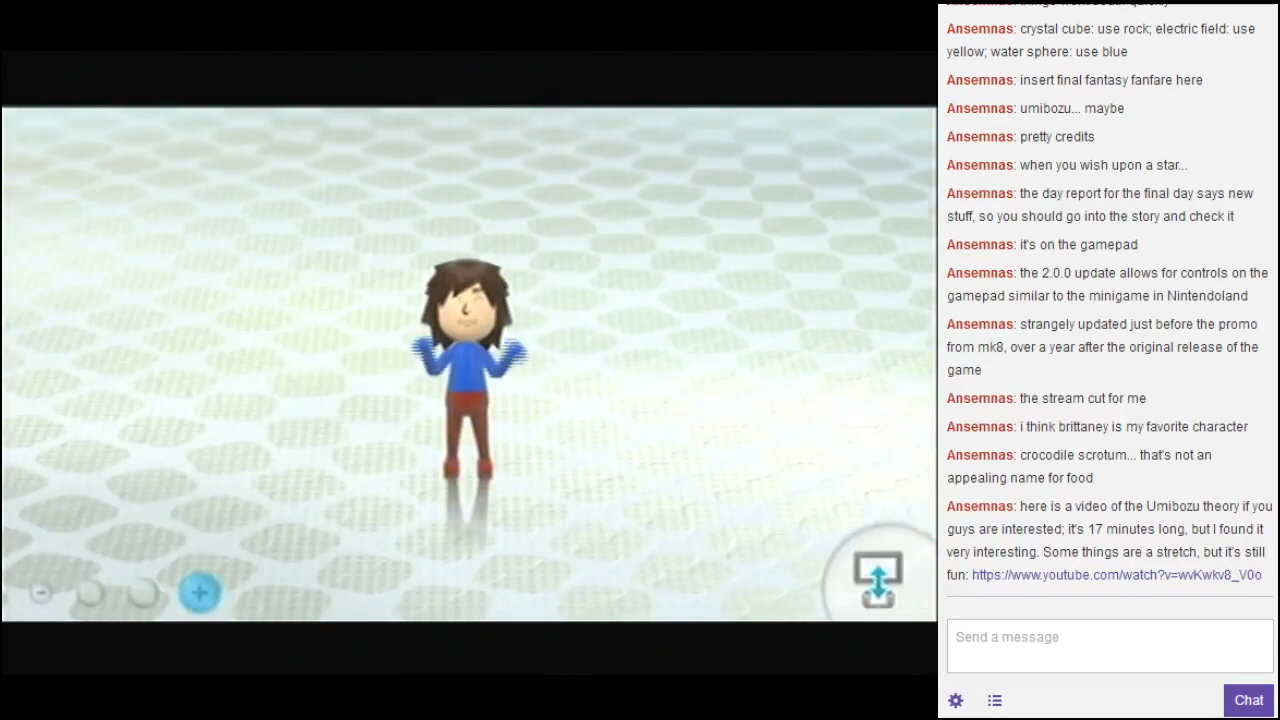 Ansemnas: crystal cube: use rock; electric field: use
yellow; water sphere: use blue
Ansemnas: insert final fantasy fanfare here
Ansemnas: umibozu... maybe
Ansemnas: pretty credits
Ansemnas: when you wish upon a star...
Ansemnas: the day report for the final day says new
stuff, so you should go into the story and check it
Ansemnas: it's on the gamepad
Ansemnas: the 2.0.0 update allows for controls on the
gamepad similar to the minigame in Nintendoland
Ansemnas: strangely updated just before the promo
from mk8, over a year after the original release of the
game
Ansemnas: the stream cut for me
Ansemnas: i think brittaney is my favorite character
Ansemnas: crocodile scrotum... that's not an
appealing name for food
Ansemnas: here is a video of the Umibozu theory if you
guys are interested; it's 17 minutes long, but I found it
very interesting. Some things are a stretch, but it's still
fun: https://www.youtube.com/watch?v=wvKwkv8_V0o
Send a message
Chat